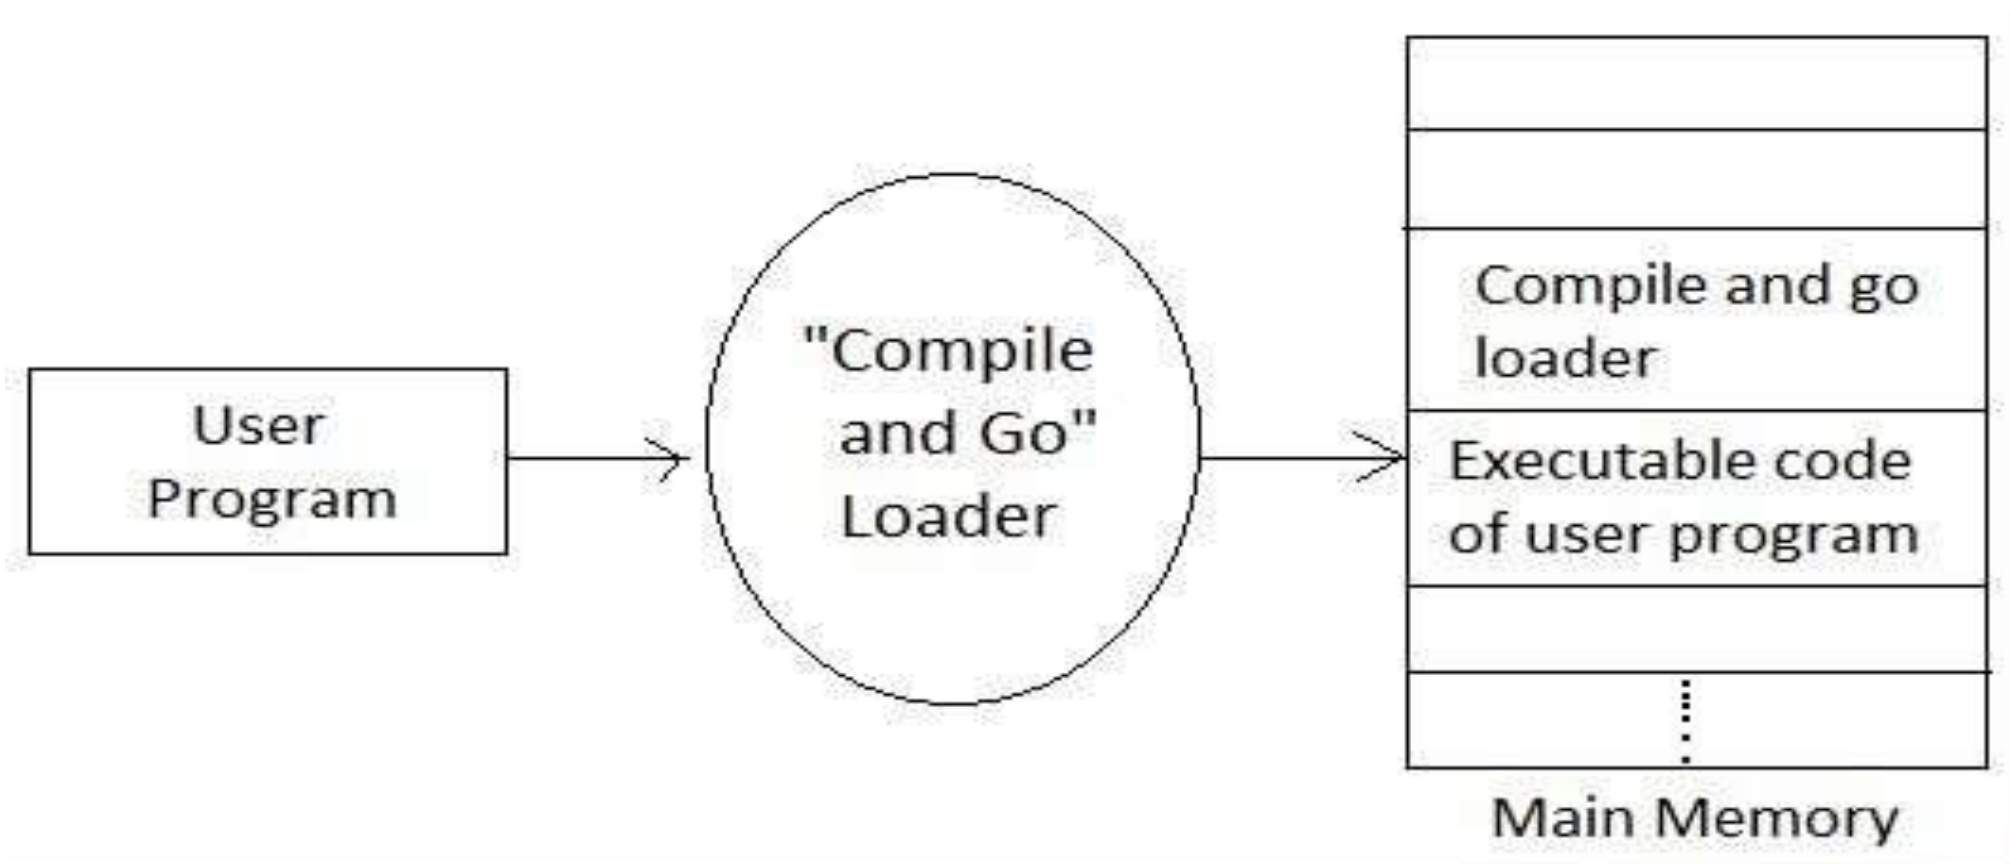 User
Program
"Compile
and Go"
Loader
Compile and go
loader
Executable code
of user program
Main Memory